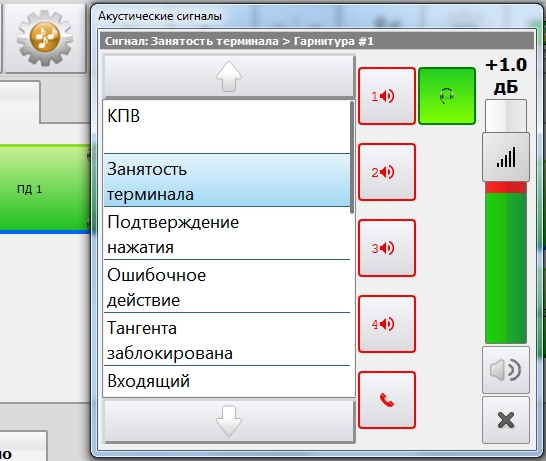 Акустические сигналы
Сигнал: Занятость терминала > Гарнитура #1
+1.0
дБ
КПВ
Занятость
терминала
Подтверждение
нажатия
Ошибочное
действие
Тангента
заблокирована
Входящий
1
2
3
4
ПД 1
но